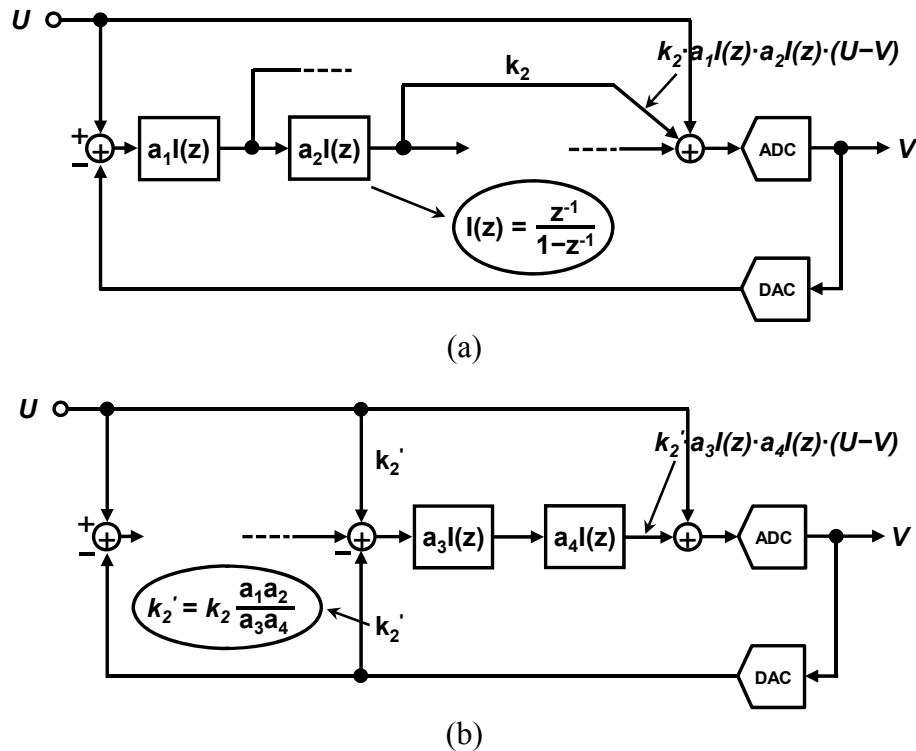 U
k₂
k₂·a₁I(z)·a₂I(z)·(U−V)
+
−
+
a₁I(z)
a₂I(z)
+
ADC
V
I(z) = z⁻¹ / 1−z⁻¹
DAC
(a)
U
k₂'
k₂'·a₃I(z)·a₄I(z)·(U−V)
+
−
+
−
+
a₃I(z)
a₄I(z)
+
ADC
V
k₂' = k₂ a₁a₂ / a₃a₄
k₂'
DAC
(b)